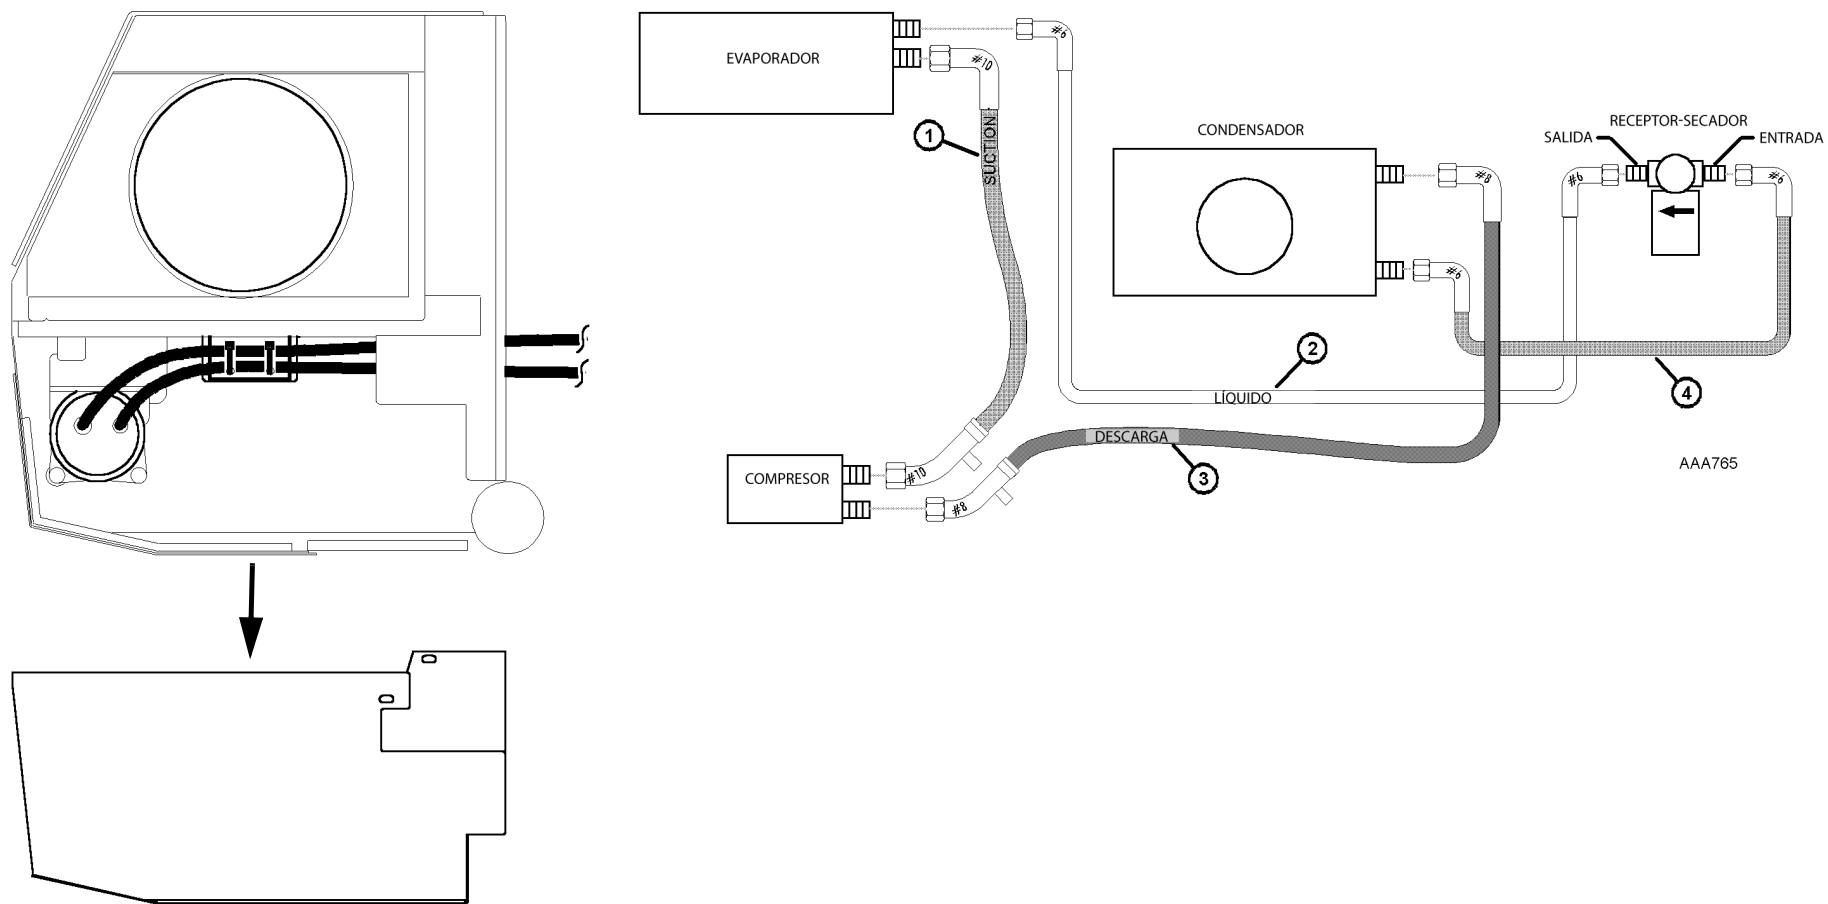 EVAPORADOR
#6
#10
1
SUCTION
CONDENSADOR
RECEPTOR-SECADOR
SALIDA
ENTRADA
#8
#6
#6
#6
2
LÍQUIDO
4
DESCARGA
3
AAA765
COMPRESOR
#10
#8